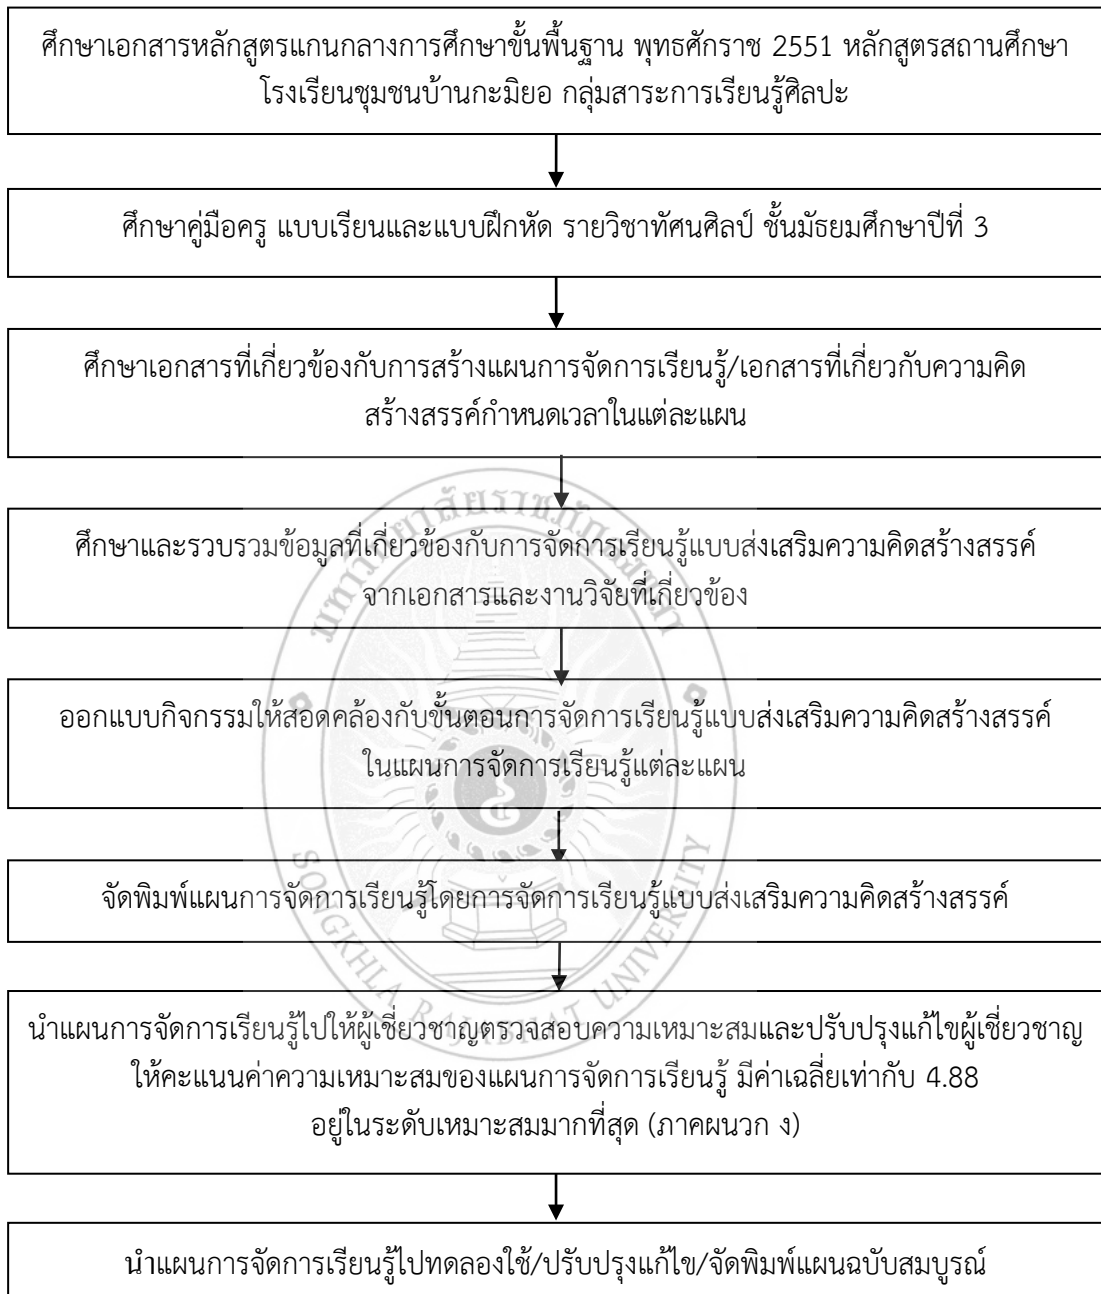 ศึกษาเอกสารหลักสูตรแกนกลางการศึกษาขั้นพื้นฐาน พุทธศักราช 2551 หลักสูตรสถานศึกษา
โรงเรียนชุมชนบ้านกะมิยอ กลุ่มสาระการเรียนรู้ศิลปะ
ศึกษาคู่มือครู แบบเรียนและแบบฝึกหัด รายวิชาทัศนศิลป์ ชั้นมัธยมศึกษาปีที่ 3
ศึกษาเอกสารที่เกี่ยวข้องกับการสร้างแผนการจัดการเรียนรู้/เอกสารที่เกี่ยวกับความคิด
สร้างสรรค์กำหนดเวลาในแต่ละแผน
มหาวิทยาลัยราชภัฏสงขลา
ศึกษาและรวบรวมข้อมูลที่เกี่ยวข้องกับการจัดการเรียนรู้แบบส่งเสริมความคิดสร้างสรรค์
จากเอกสารและงานวิจัยที่เกี่ยวข้อง
ออกแบบกิจกรรมให้สอดคล้องกับขั้นตอนการจัดการเรียนรู้แบบส่งเสริมความคิดสร้างสรรค์
ในแผนการจัดการเรียนรู้แต่ละแผน
จัดพิมพ์แผนการจัดการเรียนรู้โดยการจัดการเรียนรู้แบบส่งเสริมความคิดสร้างสรรค์
SONGKHLA RAJABHAT UNIVERSITY
นำแผนการจัดการเรียนรู้ไปให้ผู้เชี่ยวชาญตรวจสอบความเหมาะสมและปรับปรุงแก้ไขผู้เชี่ยวชาญ
ให้คะแนนค่าความเหมาะสมของแผนการจัดการเรียนรู้ มีค่าเฉลี่ยเท่ากับ 4.88
อยู่ในระดับเหมาะสมมากที่สุด (ภาคผนวก ง)
นำแผนการจัดการเรียนรู้ไปทดลองใช้/ปรับปรุงแก้ไข/จัดพิมพ์แผนฉบับสมบูรณ์